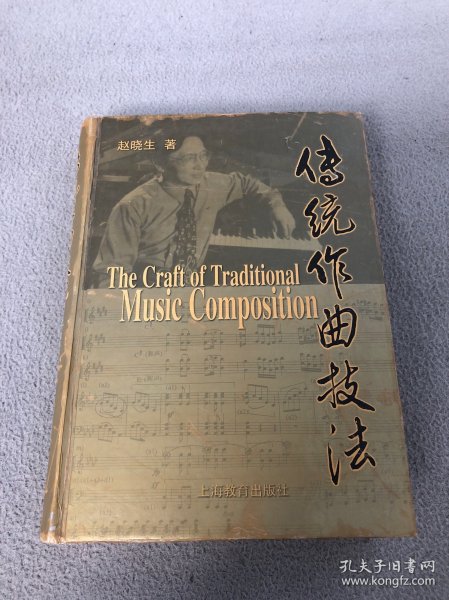 赵晓生 著
傳统作曲技法
The Craft of Traditional
Music Composition
上海教育出版社
孔夫子旧书网
www.kongfz.com